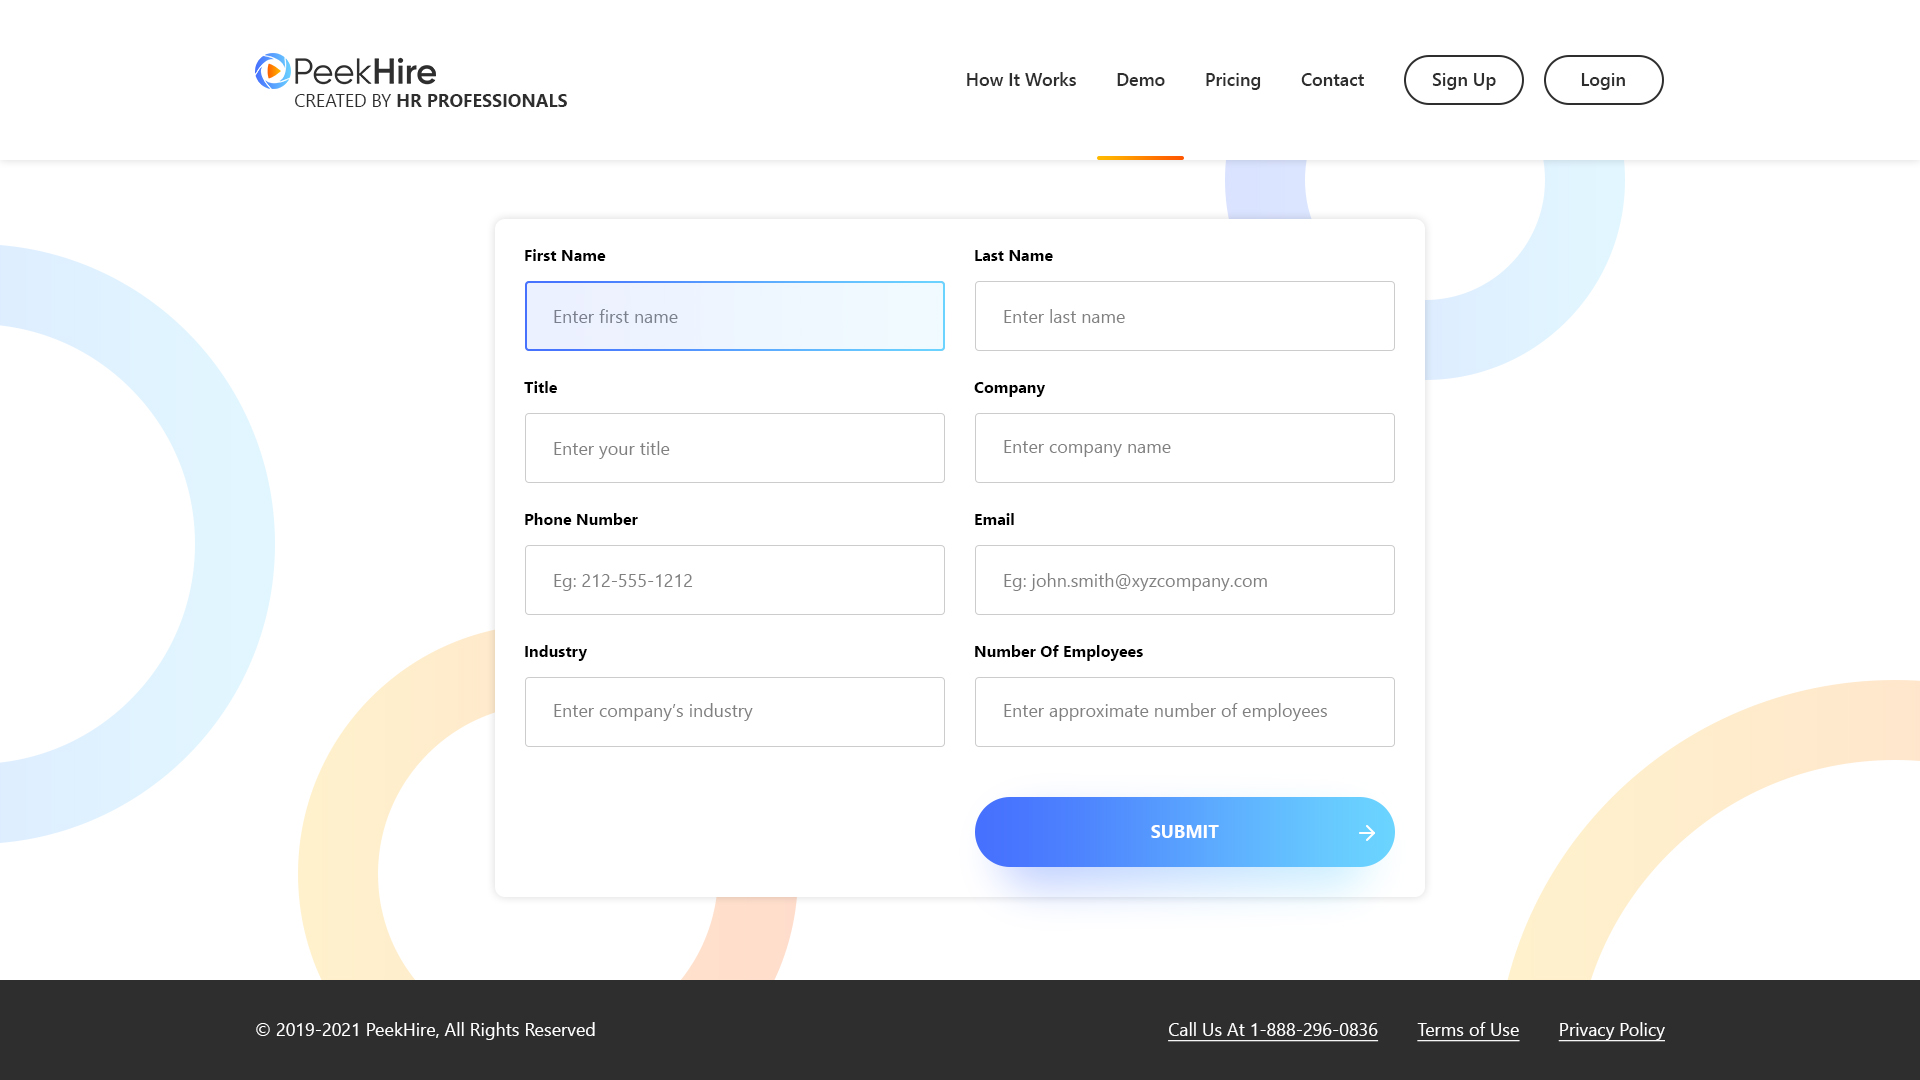 PeekHire
CREATED BY HR PROFESSIONALS
How It Works
Demo
Pricing
Contact
Sign Up
Login
First Name
Last Name
Enter first name
Enter last name
Title
Company
Enter your title
Enter company name
Phone Number
Email
Eg: 212-555-1212
Eg: john.smith@xyzcompany.com
Industry
Number Of Employees
Enter company's industry
Enter approximate number of employees
SUBMIT
© 2019-2021 PeekHire, All Rights Reserved
Call Us At 1-888-296-0836
Terms of Use
Privacy Policy